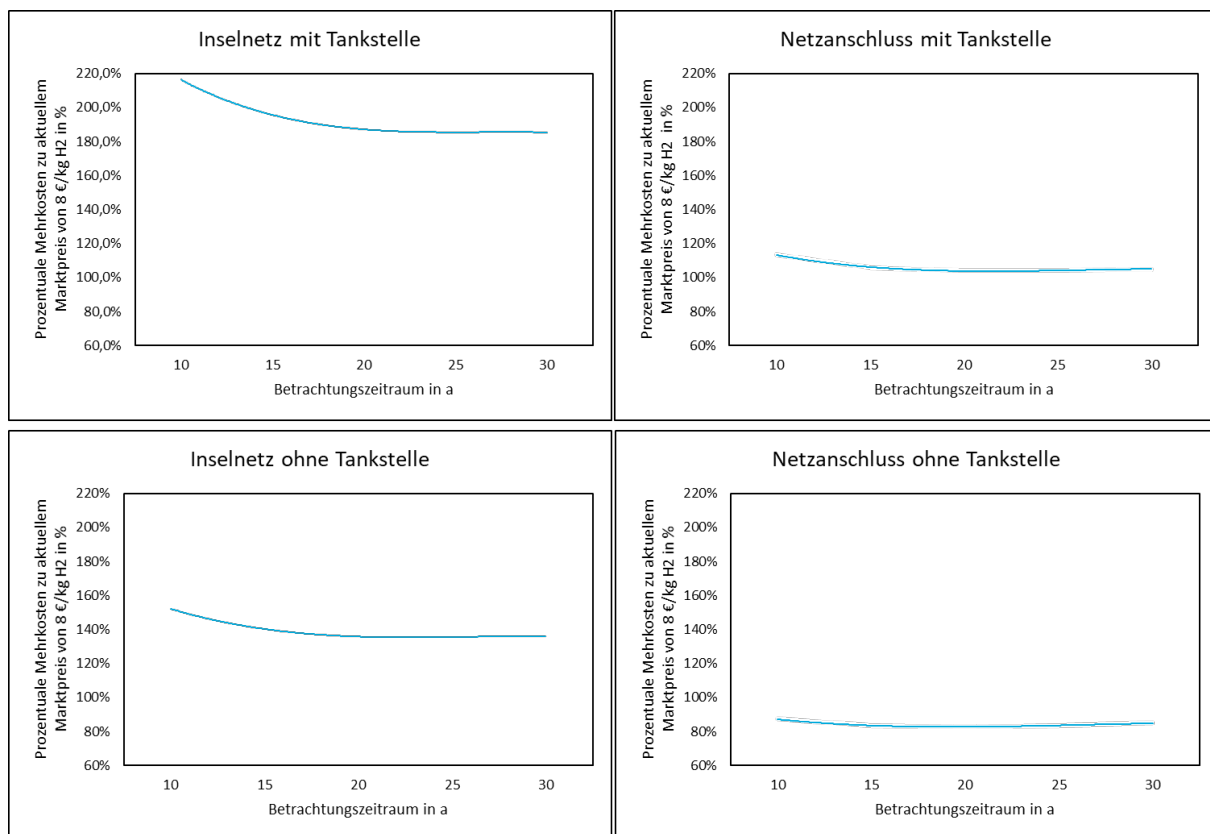 Inselnetz mit Tankstelle
Prozentuale Mehrkosten zu aktuellem
Marktpreis von 8 €/kg H2 in %
220,0%
200,0%
180,0%
160,0%
140,0%
120,0%
100,0%
80,0%
60,0%
10 15 20 25 30
Betrachtungszeitraum in a
Netzanschluss mit Tankstelle
Prozentuale Mehrkosten zu aktuellem
Marktpreis von 8 €/kg H2 in %
220%
200%
180%
160%
140%
120%
100%
80%
60%
10 15 20 25 30
Betrachtungszeitraum in a
Inselnetz ohne Tankstelle
Prozentuale Mehrkosten zu aktuellem
Marktpreis von 8 €/kg H2 in %
220%
200%
180%
160%
140%
120%
100%
80%
60%
10 15 20 25 30
Betrachtungszeitraum in a
Netzanschluss ohne Tankstelle
Prozentuale Mehrkosten zu aktuellem
Marktpreis von 8 €/kg H2 in %
220%
200%
180%
160%
140%
120%
100%
80%
60%
10 15 20 25 30
Betrachtungszeitraum in a